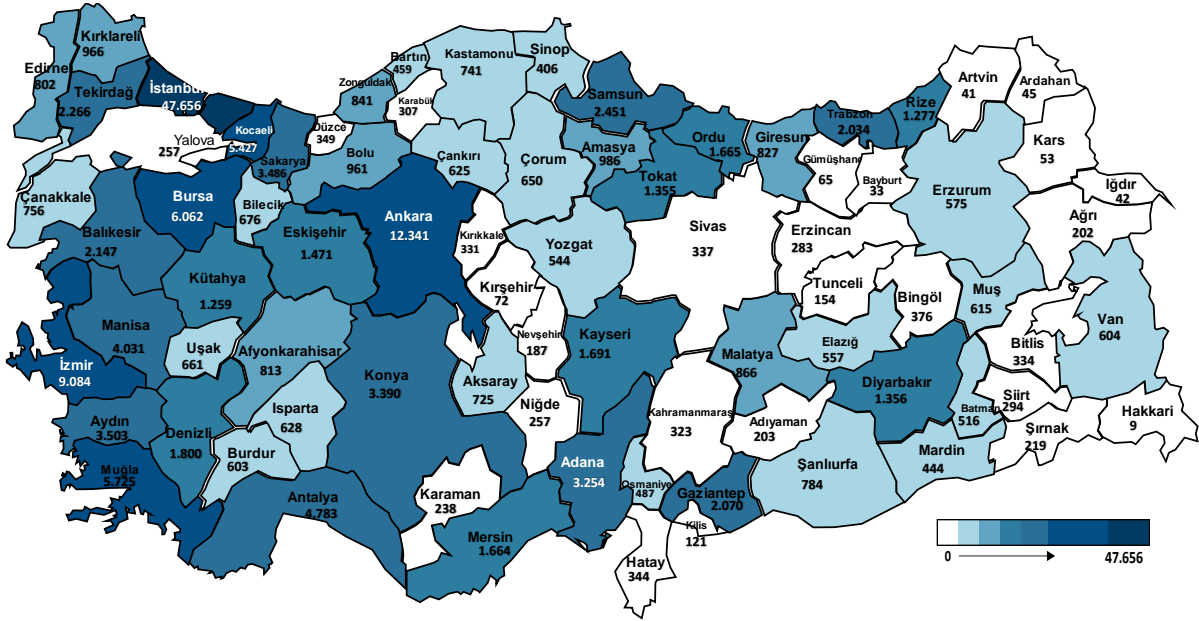 Kırklareli
966
Edirne
802
Tekirdağ
2.266
İstanbul
47.656
Kocaeli
5.427
Yalova
257
Sakarya
3.486
Düzce
349
Zonguldak
841
Bartın
459
Karabük
307
Kastamonu
741
Sinop
406
Samsun
2.451
Bolu
961
Çankırı
625
Çorum
650
Amasya
986
Tokat
1.355
Ordu
1.665
Giresun
827
Trabzon
2.034
Rize
1.277
Artvin
41
Ardahan
45
Kars
53
Iğdır
42
Ağrı
202
Gümüşhane
65
Bayburt
33
Erzurum
575
Erzincan
283
Sivas
337
Çanakkale
756
Bursa
6.062
Bilecik
676
Balıkesir
2.147
Eskişehir
1.471
Ankara
12.341
Kırıkkale
331
Yozgat
544
Kırşehir
72
Kütahya
1.259
Manisa
4.031
Uşak
661
Afyonkarahisar
813
İzmir
9.084
Aydın
3.503
Denizli
1.800
Muğla
5.725
Burdur
603
Isparta
628
Antalya
4.783
Konya
3.390
Aksaray
725
Nevşehir
187
Niğde
257
Kayseri
1.691
Karaman
238
Mersin
1.664
Adana
3.254
Osmaniye
487
Hatay
344
Kilis
121
Gaziantep
2.070
Kahramanmaraş
323
Malatya
866
Adıyaman
203
Şanlıurfa
784
Elazığ
557
Tunceli
154
Bingöl
376
Muş
615
Diyarbakır
1.356
Batman
516
Mardin
444
Siirt
294
Şırnak
219
Bitlis
334
Van
604
Hakkari
9
0
47.656